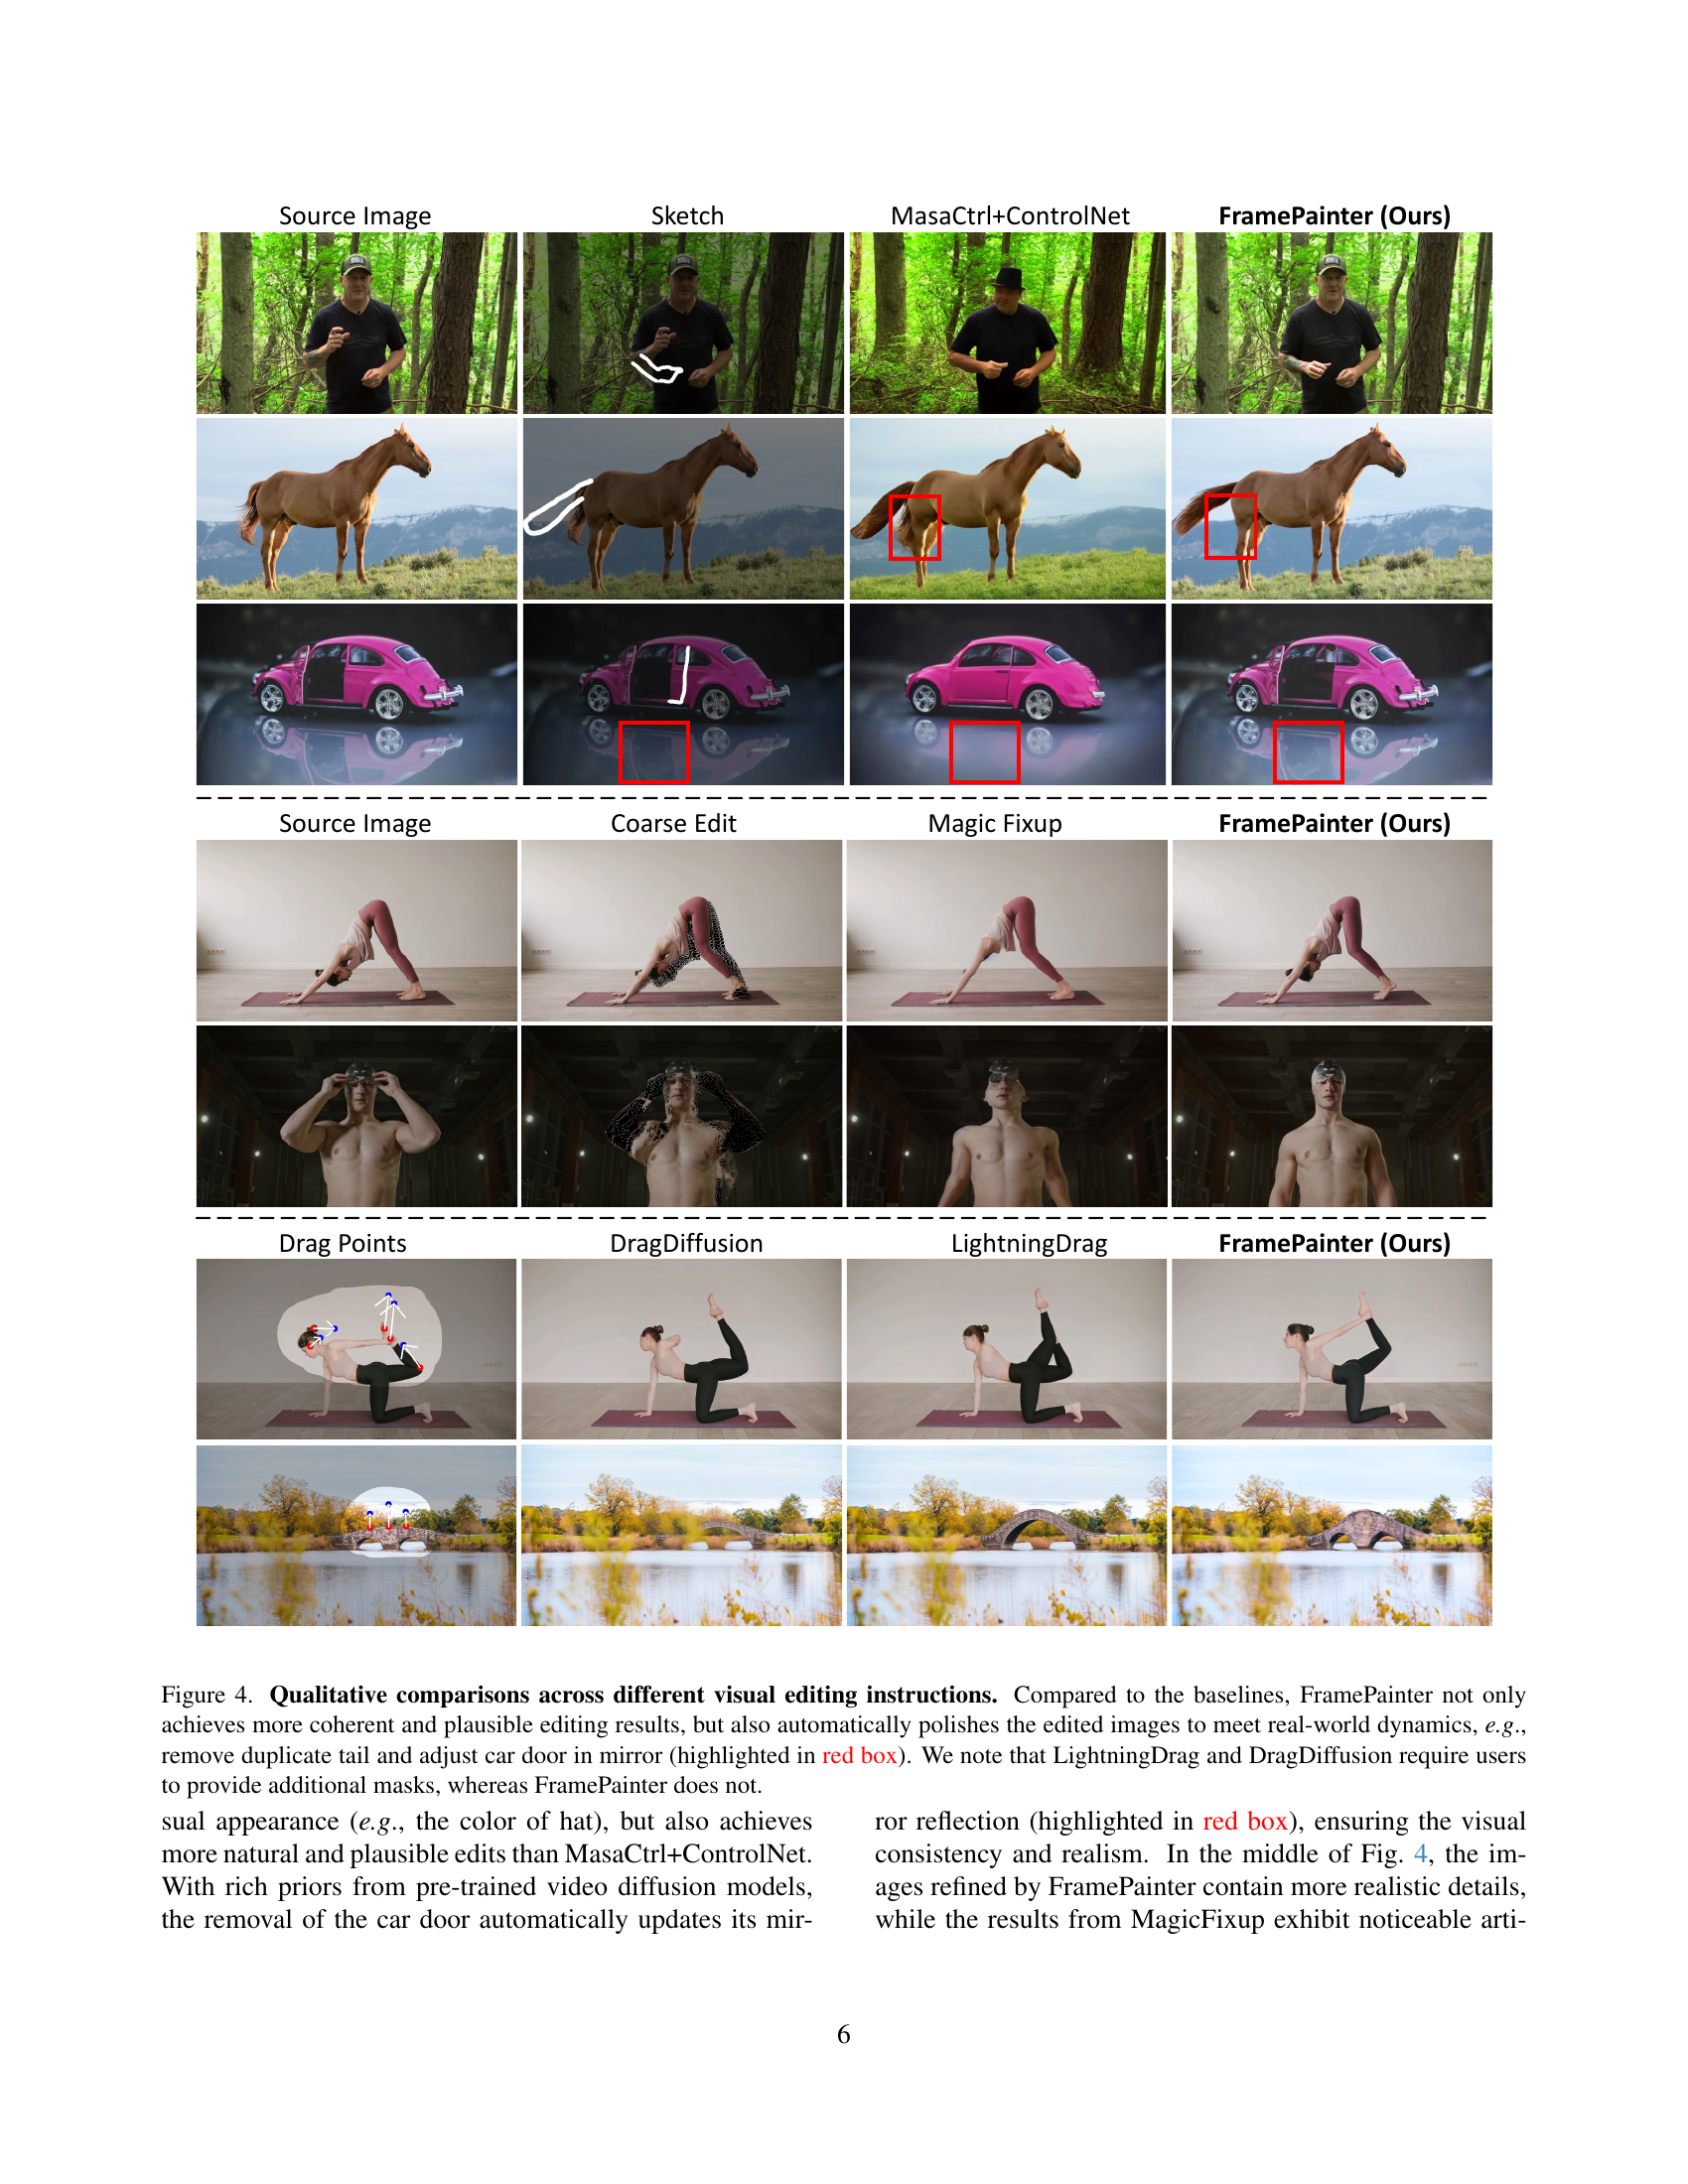 Source Image Sketch MasaCtrl+ControlNet FramePainter (Ours)
Source Image Coarse Edit Magic Fixup FramePainter (Ours)
Drag Points DragDiffusion LightningDrag FramePainter (Ours)
Figure 4. Qualitative comparisons across different visual editing instructions. Compared to the baselines, FramePainter not only
achieves more coherent and plausible editing results, but also automatically polishes the edited images to meet real-world dynamics, e.g.,
remove duplicate tail and adjust car door in mirror (highlighted in red box). We note that LightningDrag and DragDiffusion require users
to provide additional masks, whereas FramePainter does not.
sual appearance (e.g., the color of hat), but also achieves
more natural and plausible edits than MasaCtrl+ControlNet.
With rich priors from pre-trained video diffusion models,
the removal of the car door automatically updates its mir-
ror reflection (highlighted in red box), ensuring the visual
consistency and realism. In the middle of Fig. 4, the im-
ages refined by FramePainter contain more realistic details,
while the results from MagicFixup exhibit noticeable arti-
6